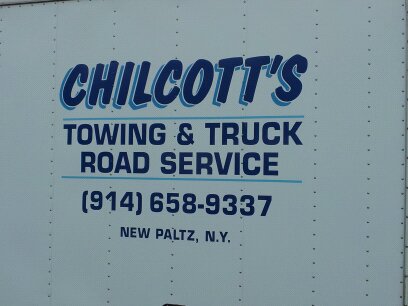 CHILCOTT'S
TOWING & TRUCK
ROAD SERVICE
(914) 658-9337
NEW PALTZ, N.Y.